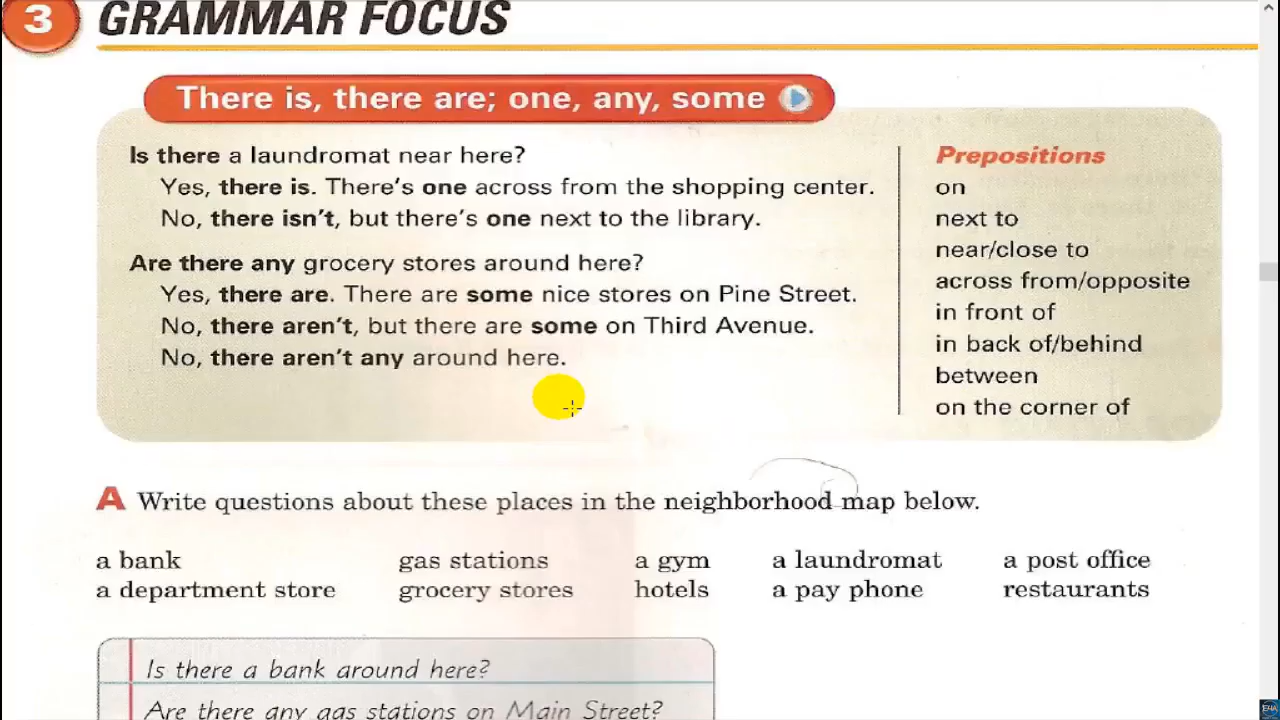 3 GRAMMAR FOCUS
There is, there are; one, any, some
Is there a laundromat near here?
Yes, there is. There's one across from the shopping center.
No, there isn't, but there's one next to the library.
Are there any grocery stores around here?
Yes, there are. There are some nice stores on Pine Street.
No, there aren't, but there are some on Third Avenue.
No, there aren't any around here.
Prepositions
on
next to
near/close to
across from/opposite
in front of
in back of/behind
between
on the corner of
A Write questions about these places in the neighborhood map below.
a bank gas stations a gym a laundromat a post office
a department store grocery stores hotels a pay phone restaurants
Is there a bank around here?
Are there any gas stations on Main Street?